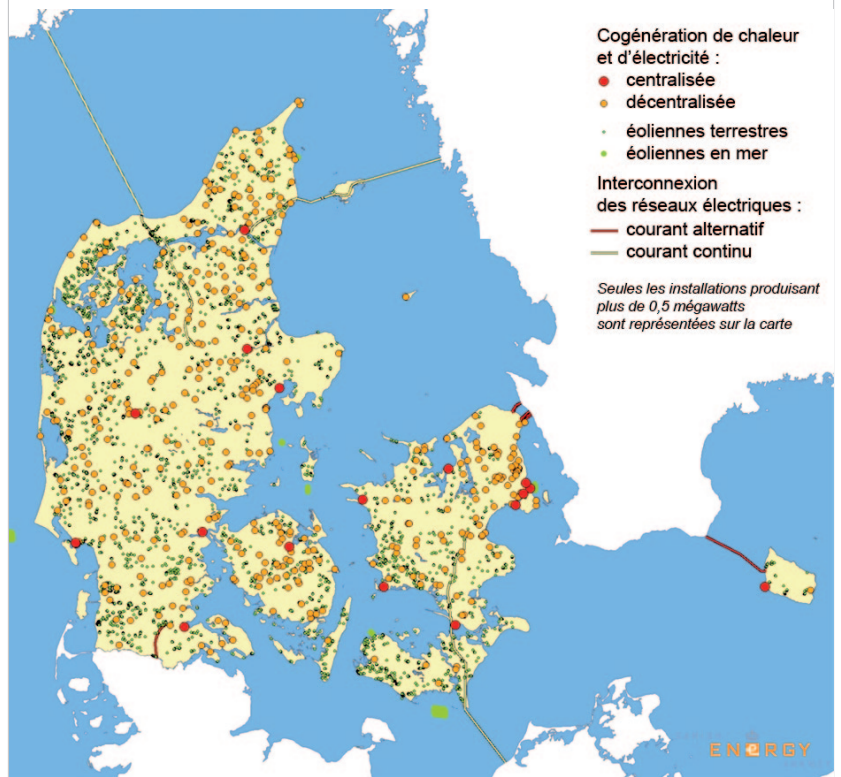 Cogénération de chaleur
et d'électricité :
centralisée
décentralisée
éoliennes terrestres
éoliennes en mer
Interconnexion
des réseaux électriques :
courant alternatif
courant continu
Seules les installations produisant
plus de 0,5 mégawatts
sont représentées sur la carte
ENERGY